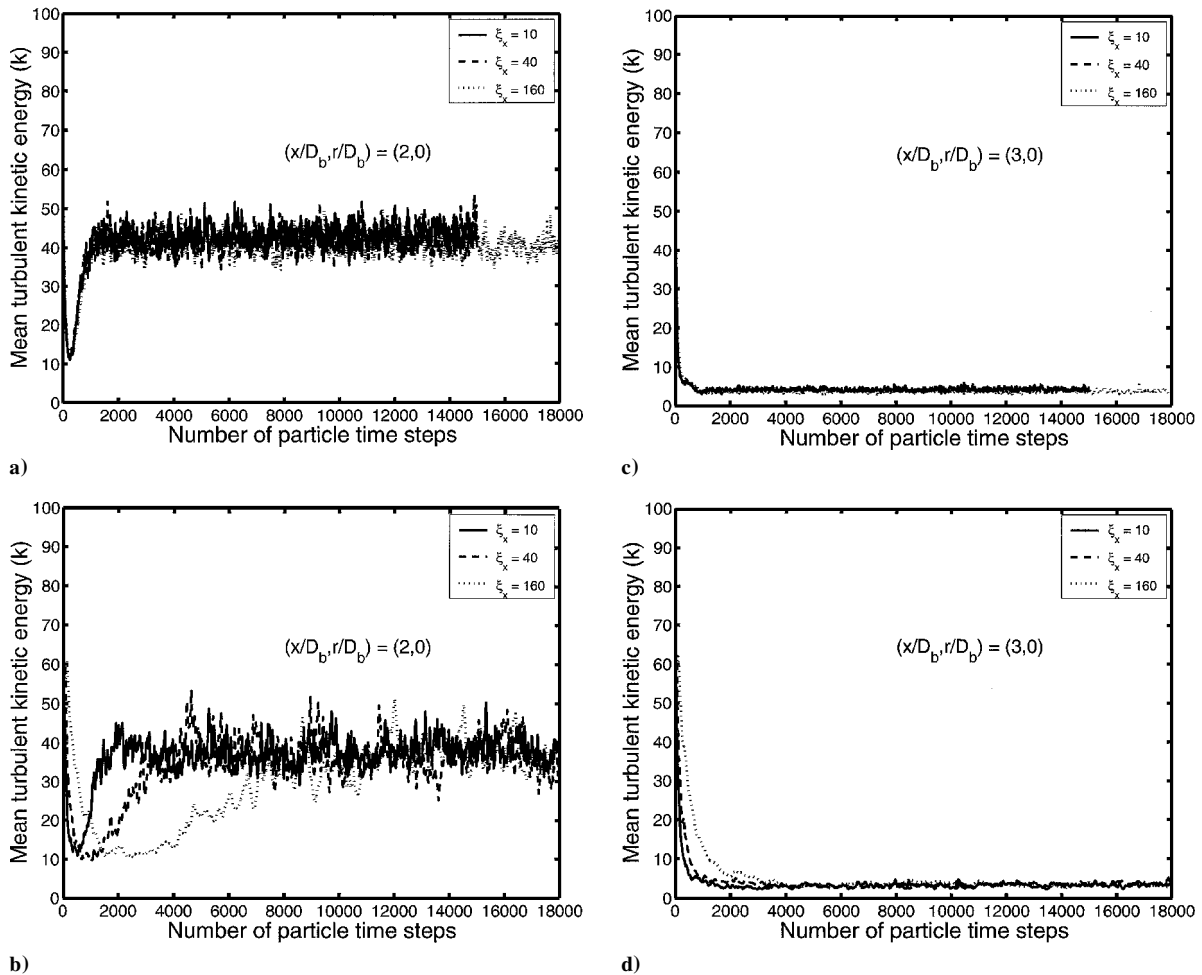 Mean turbulent kinetic energy (k)
100
90
80
70
60
50
40
30
20
10
0
ξx = 10
ξx = 40
ξx = 160
(x/Db,r/Db) = (2,0)
0 2000 4000 6000 8000 10000 12000 14000 16000 18000
Number of particle time steps
a)
Mean turbulent kinetic energy (k)
100
90
80
70
60
50
40
30
20
10
0
ξx = 10
ξx = 40
ξx = 160
(x/Db,r/Db) = (3,0)
0 2000 4000 6000 8000 10000 12000 14000 16000 18000
Number of particle time steps
c)
Mean turbulent kinetic energy (k)
100
90
80
70
60
50
40
30
20
10
0
ξx = 10
ξx = 40
ξx = 160
(x/Db,r/Db) = (2,0)
0 2000 4000 6000 8000 10000 12000 14000 16000 18000
Number of particle time steps
b)
Mean turbulent kinetic energy (k)
100
90
80
70
60
50
40
30
20
10
0
ξx = 10
ξx = 40
ξx = 160
(x/Db,r/Db) = (3,0)
0 2000 4000 6000 8000 10000 12000 14000 16000 18000
Number of particle time steps
d)